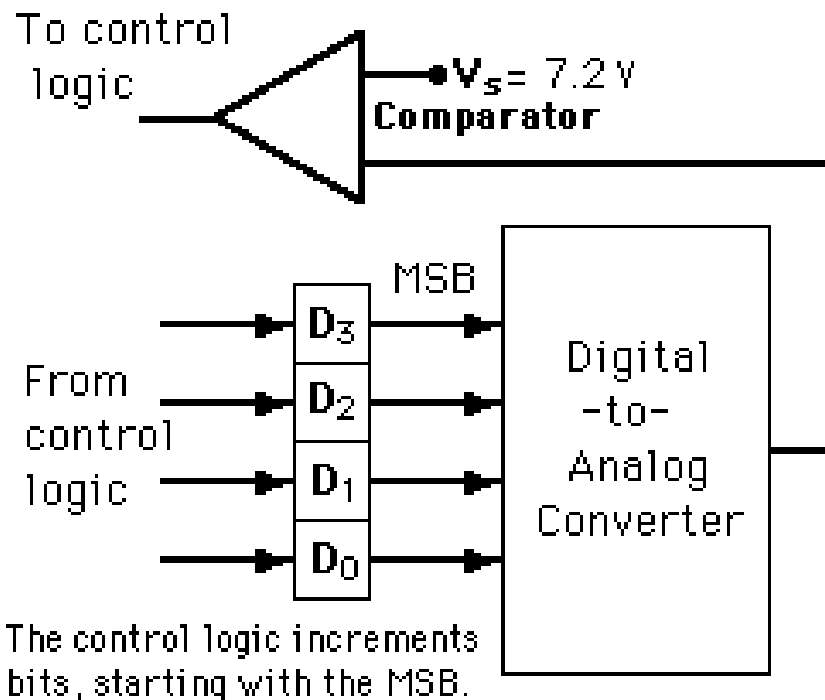 To control
logic
Vs = 7.2 V
Comparator
MSB
D3
D2
D1
D0
From
control
logic
Digital
-to-
Analog
Converter
The control logic increments
bits, starting with the MSB.